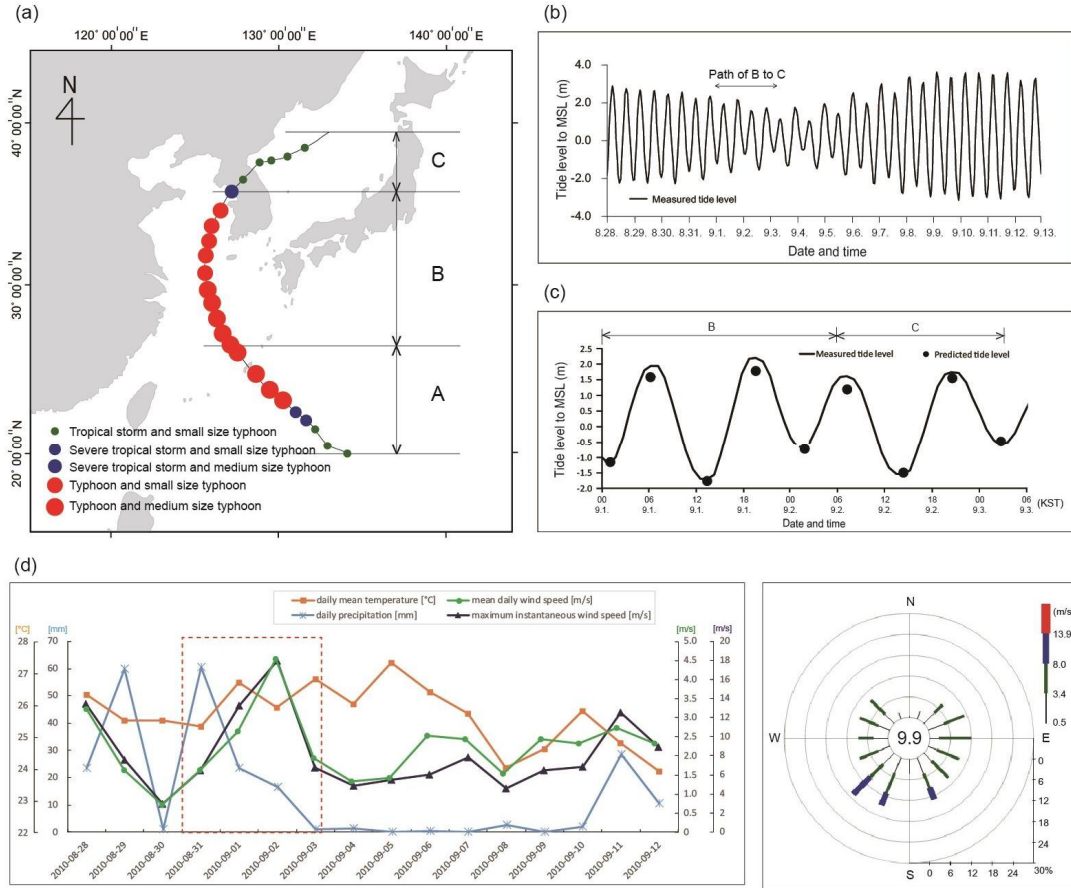 (a)
120° 00'00"E
130° 00'00"E
140° 00'00"E
40° 00'00"N
30° 00'00"N
20° 00'00"N
N
C
B
A
Tropical storm and small size typhoon
Severe tropical storm and small size typhoon
Severe tropical storm and medium size typhoon
Typhoon and small size typhoon
Typhoon and medium size typhoon
(b)
Tide level to MSL (m)
4.0
2.0
0.0
-2.0
-4.0
Path of B to C
Measured tide level
8.28. 8.29. 8.30. 8.31. 9.1. 9.2. 9.3. 9.4. 9.5. 9.6. 9.7. 9.8. 9.9. 9.10. 9.11. 9.12. 9.13.
Date and time
(c)
B C
Measured tide level Predicted tide level
Tide level to MSL (m)
2.5
2.0
1.5
1.0
0.5
0.0
-0.5
-1.0
-1.5
-2.0
00 06 13 18 00 06 14 20 03 06 (KST)
9.1. 9.1. 9.1. 9.1. 9.2. 9.2. 9.2. 9.2. 9.3. 9.3.
Date and time
(d)
daily mean temperature [°C] mean daily wind speed [m/s]
daily precipitation [mm] maximum instantaneous wind speed [m/s]
[°C] [mm] [m/s] [m/s]
28
27
26
25
24
23
22
70
60
50
40
30
20
10
0
5.0
4.5
4.0
3.5
3.0
2.5
2.0
1.5
1.0
0.5
0
20
18
16
14
12
10
8
6
4
2
0
2010-08-28 2010-08-29 2010-08-30 2010-08-31 2010-09-01 2010-09-02 2010-09-03 2010-09-04 2010-09-05 2010-09-06 2010-09-07 2010-09-08 2010-09-09 2010-09-10 2010-09-11 2010-09-12
N
W
E
S
9.9
(m/s
13.9
8.0
3.4
0.5
0
6
12
18
24
30%
0 6 12 18 24